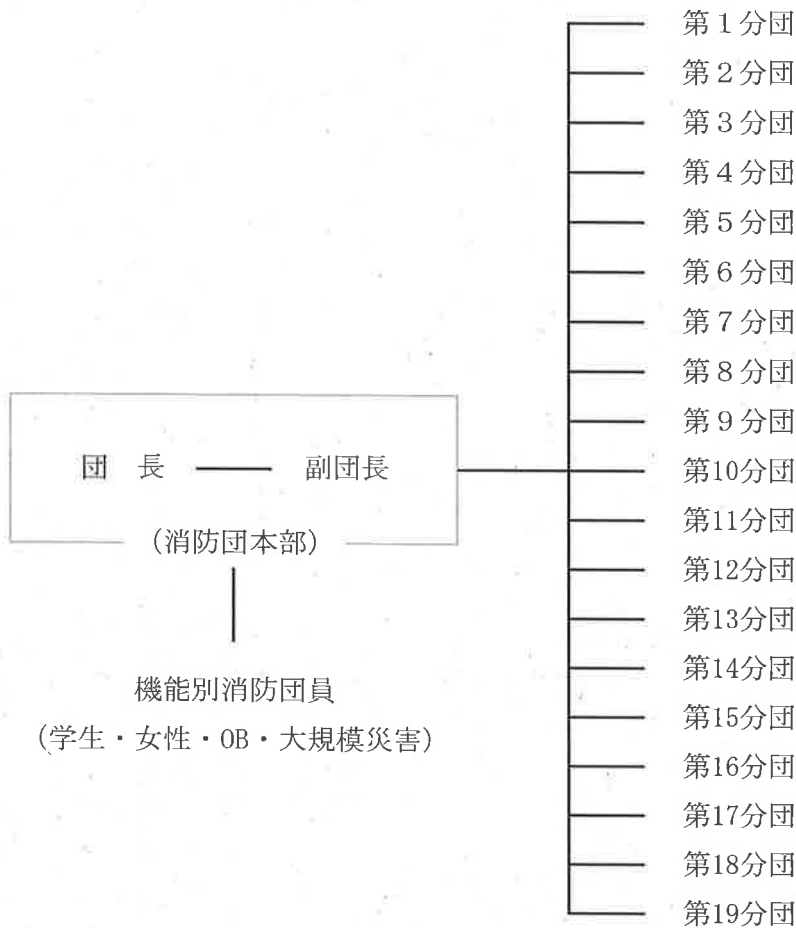 第１分団
第２分団
第３分団
第４分団
第５分団
第６分団
第７分団
第８分団
第９分団
団　長　副団長
(消防団本部)
機能別消防団員
(学生・女性・OB・大規模災害)
第10分団
第11分団
第12分団
第13分団
第14分団
第15分団
第16分団
第17分団
第18分団
第19分団